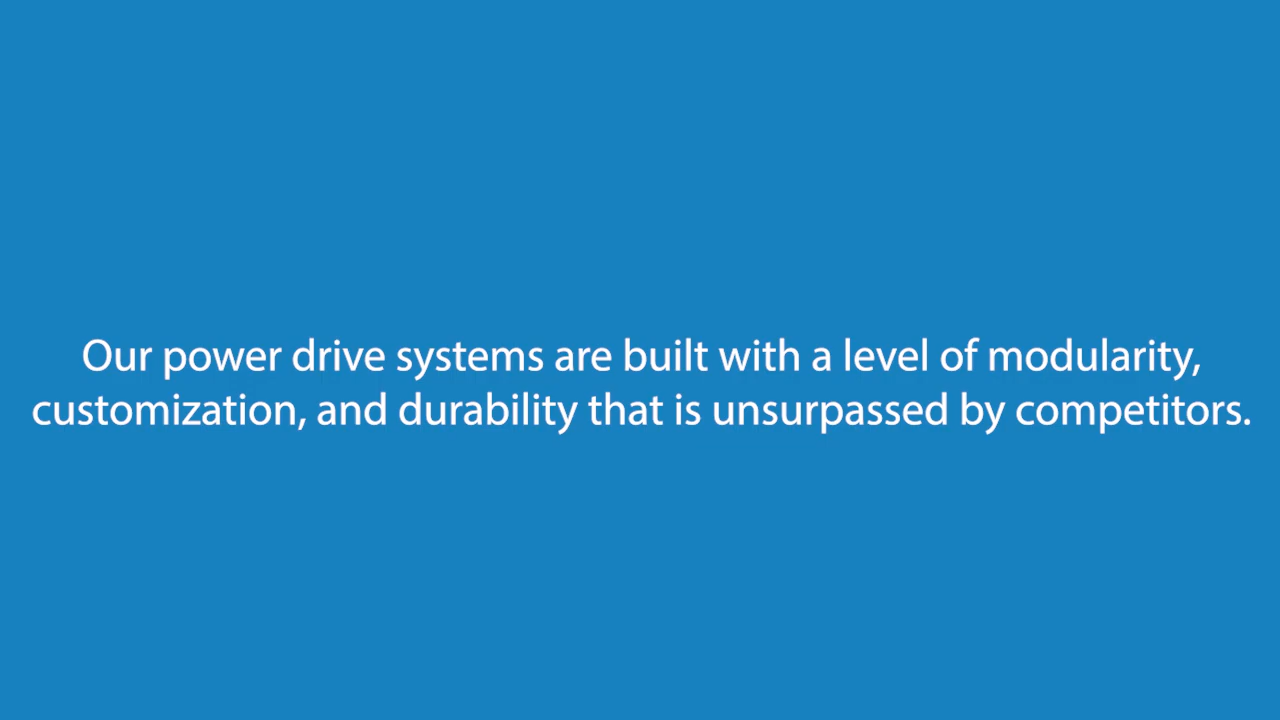 Our power drive systems are built with a level of modularity,
customization, and durability that is unsurpassed by competitors.